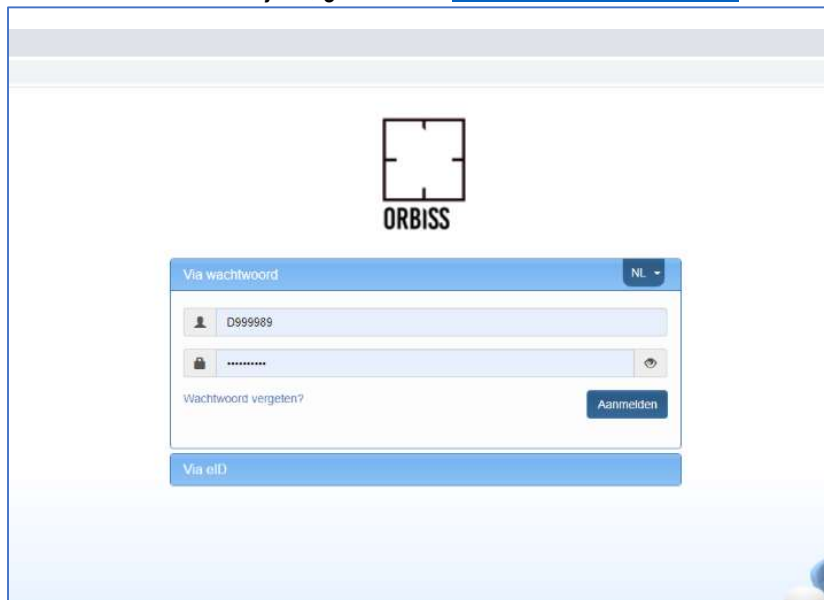 ORBISS
Via wachtwoord
NL
D999989
••••••••••
Wachtwoord vergeten?
Aanmelden
Via eID